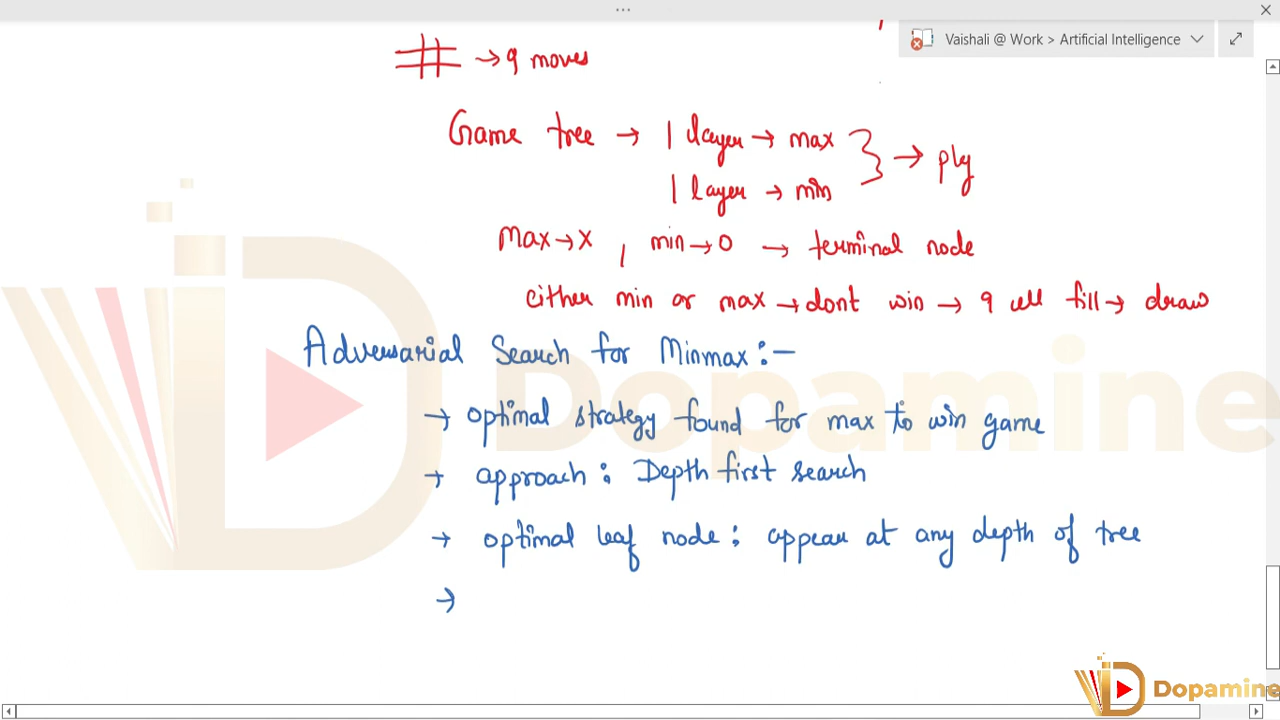 Vaishali @ Work > Artificial Intelligence
# → 9 moves
Game tree → 1 layer → max
1 layer → min
→ ply
Max → X , min → 0 → terminal node
either min or max → dont win → 9 cell fill → draw
Adversarial Search for Minmax :-
→ optimal strategy found for max to win game
→ approach : Depth first search
→ optimal leaf node : appear at any depth of tree
→
Dopamine
Dopamine